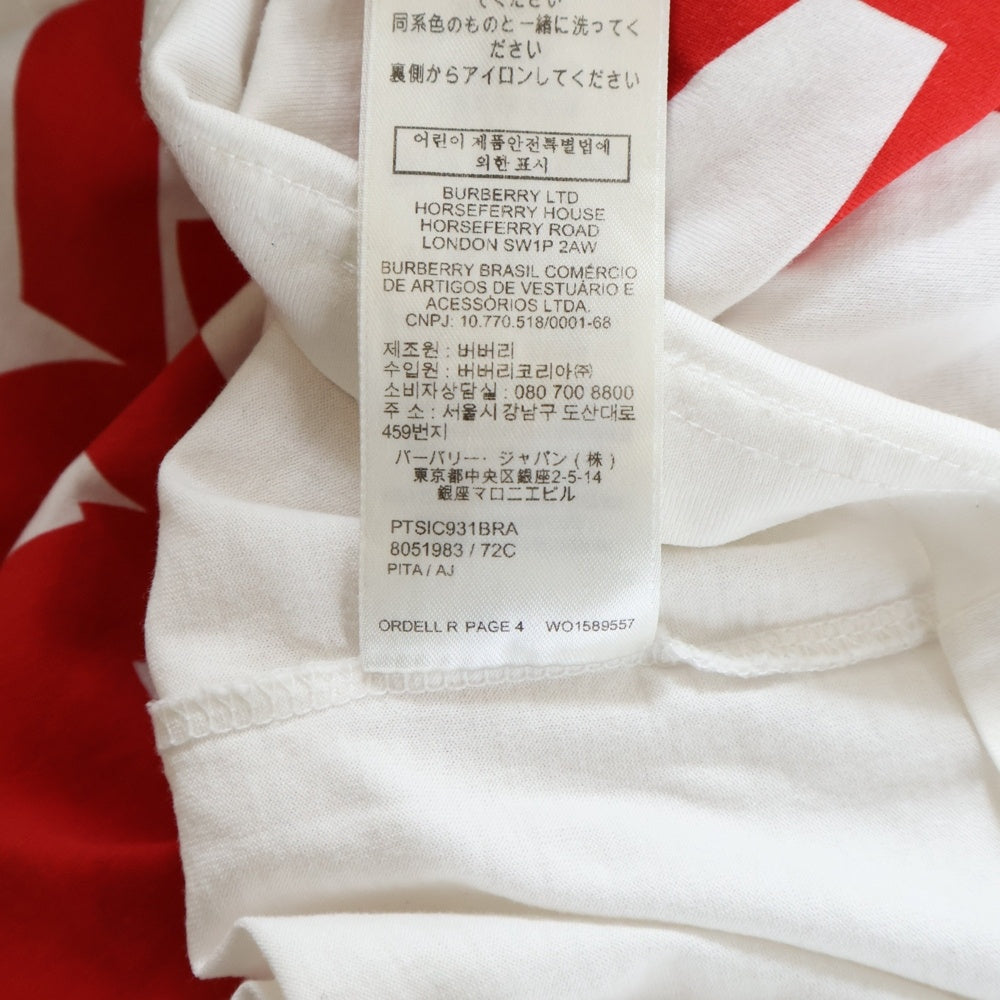 てください
同系色のものと一緒に洗ってく
ださい
裏側からアイロンしてください
어린이 제품안전특별법에
의한 표시
BURBERRY LTD
HORSEFERRY HOUSE
HORSEFERRY ROAD
LONDON SW1P 2AW
BURBERRY BRASIL COMÉRCIO
DE ARTIGOS DE VESTUÁRIO E
ACESSÓRIOS LTDA.
CNPJ: 10.770.518/0001-68
제조원 : 버버리
수입원 : 버버리코리아㈜
소비자상담실 : 080 700 8800
주 소 : 서울시 강남구 도산대로
459번지
バーバリー・ジャパン(株)
東京都中央区銀座2-5-14
銀座マロニエビル
PTSIC931BRA
8051983 / 72C
PITA / AJ
ORDELL R PAGE 4 WO1589557